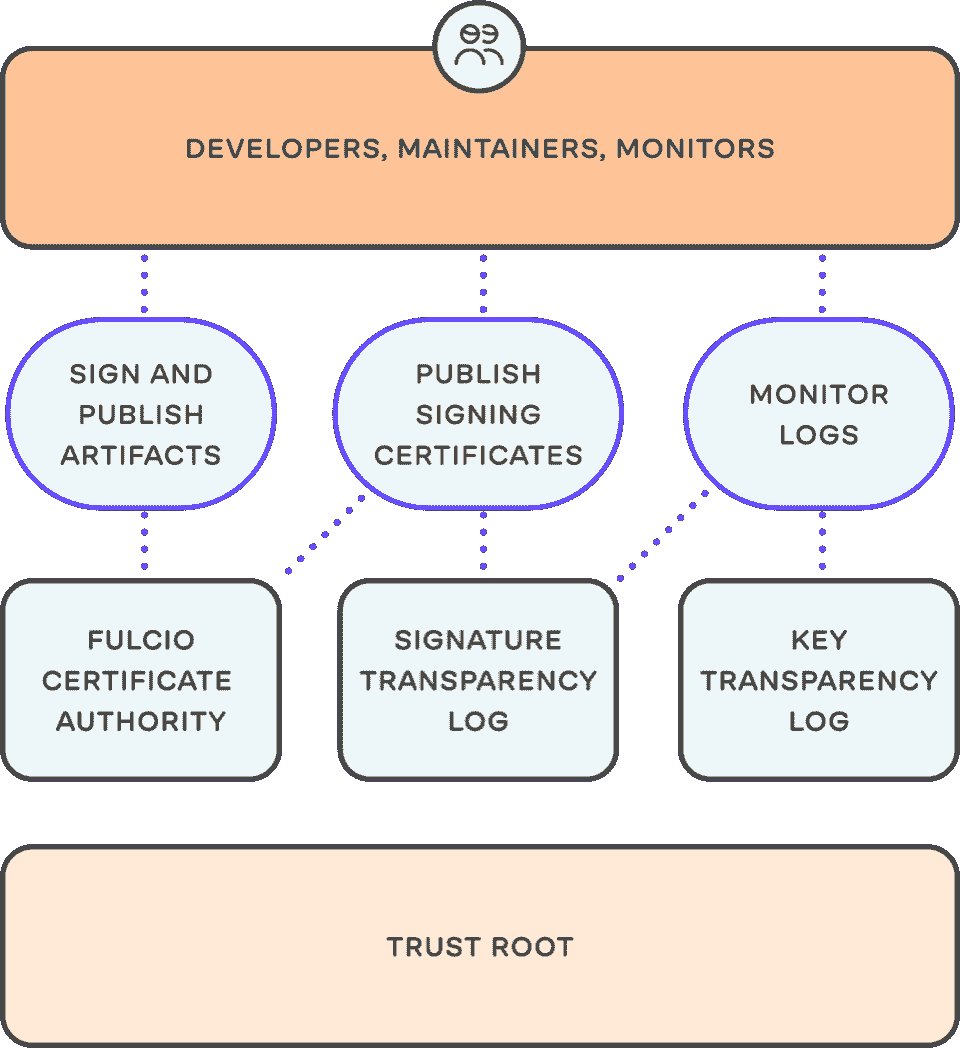 DEVELOPERS, MAINTAINERS, MONITORS
SIGN AND
PUBLISH
ARTIFACTS
PUBLISH
SIGNING
CERTIFICATES
MONITOR
LOGS
FULCIO
CERTIFICATE
AUTHORITY
SIGNATURE
TRANSPARENCY
LOG
KEY
TRANSPARENCY
LOG
TRUST ROOT